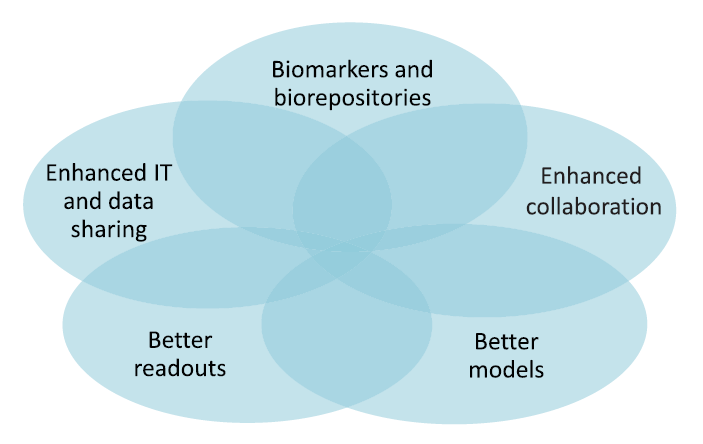 Biomarkers and
biorepositories
Enhanced IT
and data
sharing
Enhanced
collaboration
Better
readouts
Better
models